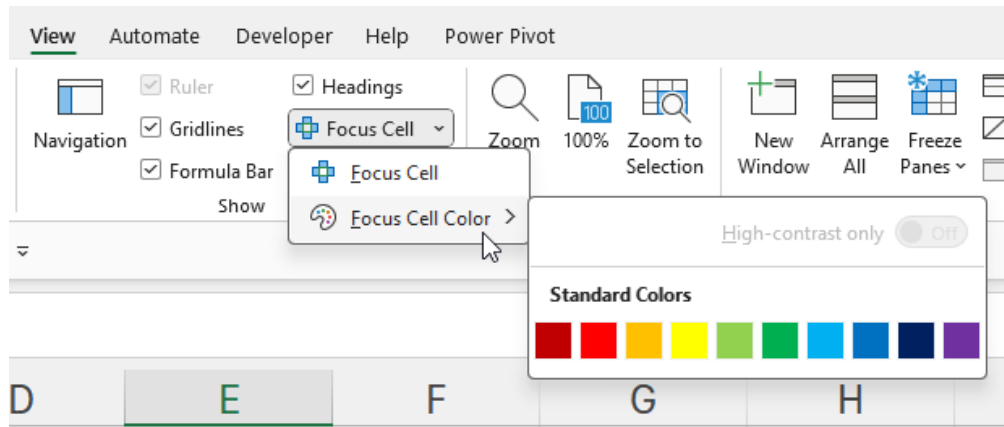 View Automate Developer Help Power Pivot
Ruler
Headings
Gridlines
Focus Cell
Formula Bar
Show
Navigation
100
Zoom
100%
Zoom to
Selection
New
Window
Arrange
All
Freeze
Panes
Focus Cell
Focus Cell Color
High-contrast only Off
Standard Colors
D E F G H